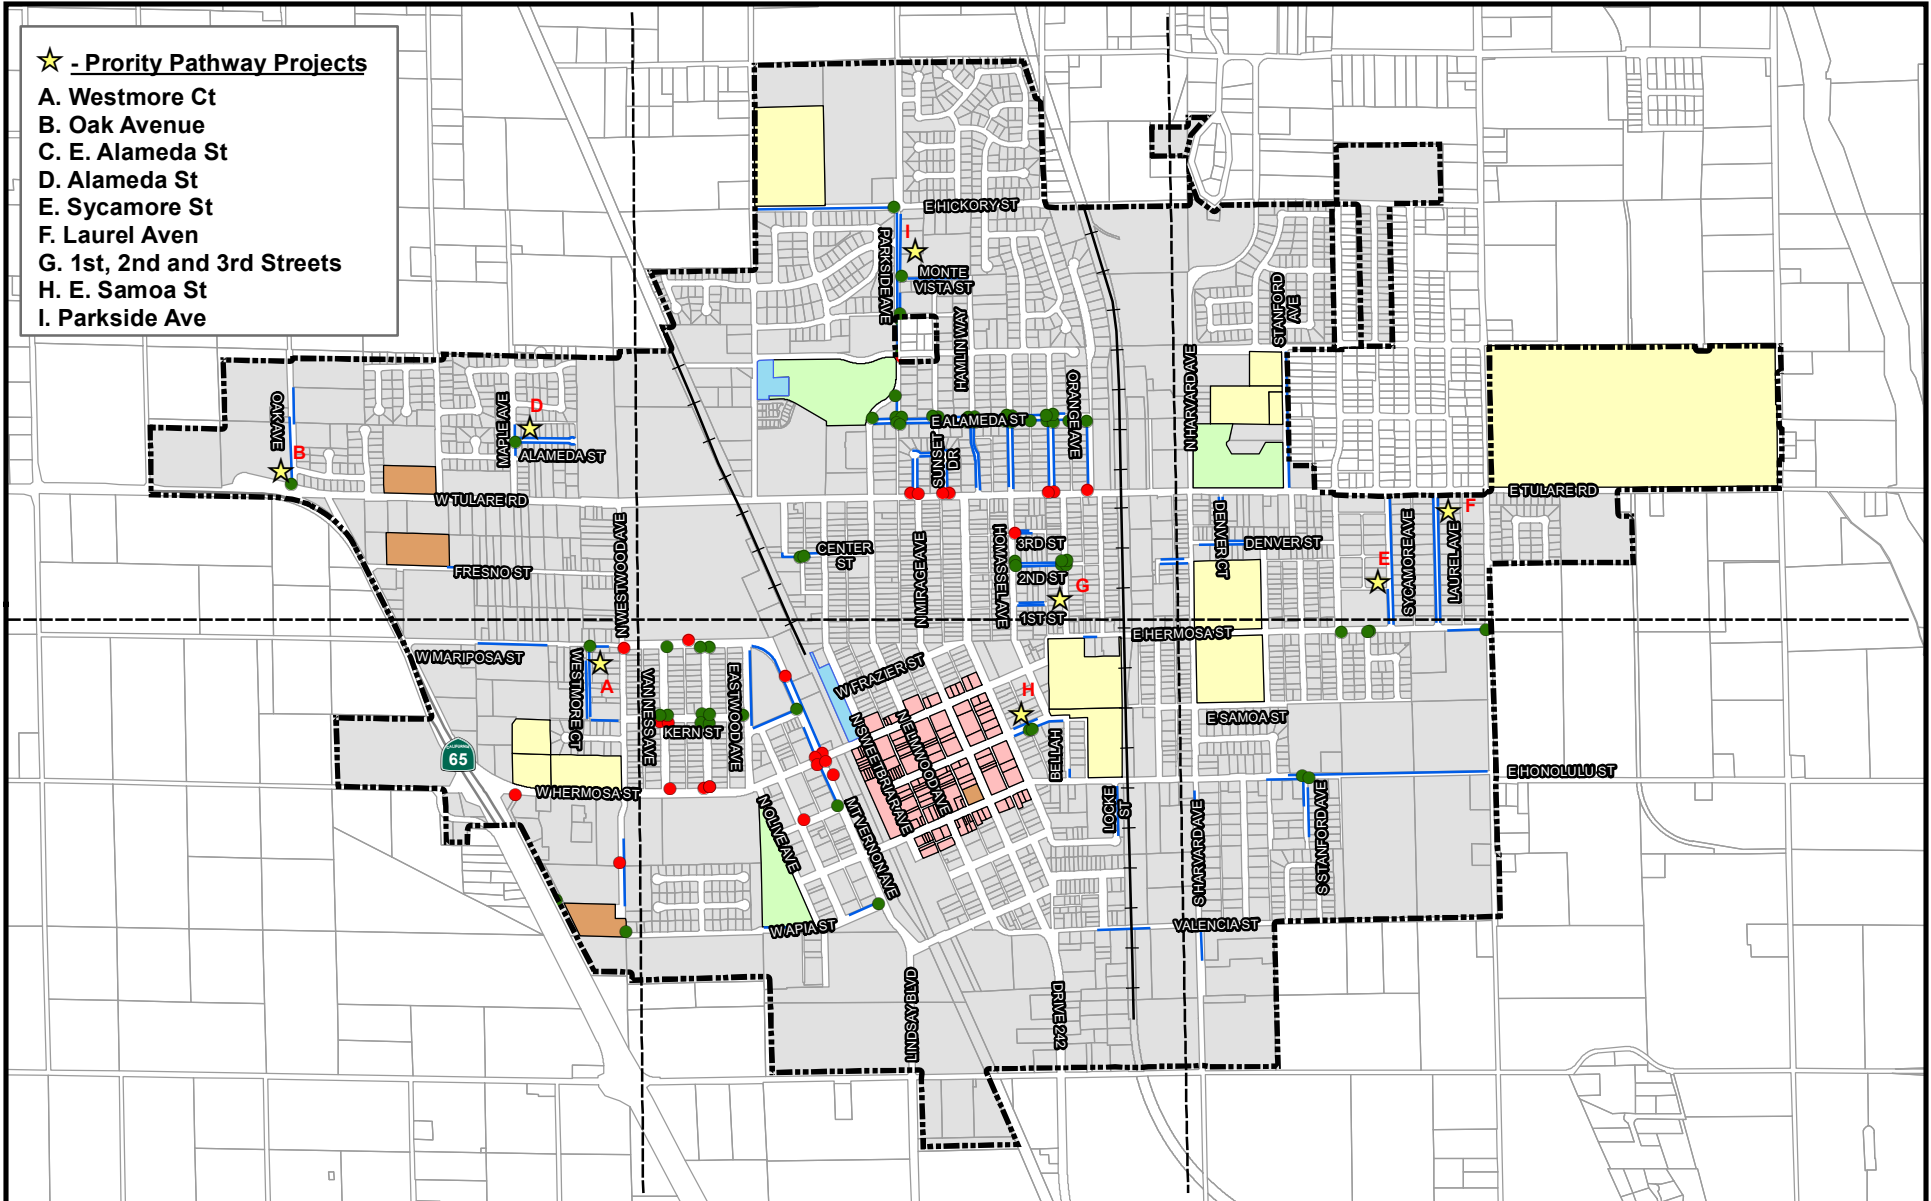 - Prority Pathway Projects
A. Westmore Ct
B. Oak Avenue
C. E. Alameda St
D. Alameda St
E. Sycamore St
F. Laurel Aven
G. 1st, 2nd and 3rd Streets
H. E. Samoa St
I. Parkside Ave
E HICKORY ST
I
PARKSIDE AVE
MONTE
VISTA ST
STANFORD
AVE
HAMLIN WAY
N HARVARD AVE
ORANGE AVE
OAK AVE
B
MAPLE AVE
D
ALAMEDA ST
E ALAMEDA ST
SUNSET
DR
W TULARE RD
E TULARE RD
F
N WESTWOOD AVE
CENTER
ST
N MIRAGE AVE
HOMASSEL AVE
3RD ST
2ND ST
G
1ST ST
DENVER CT
DENVER ST
E
SYCAMORE AVE
LAUREL AVE
FRESNO ST
E HERMOSA ST
W MARIPOSA ST
WESTMORE CT
A
VAN NESS AVE
KERN ST
EASTWOOD AVE
W FRAZIER ST
H
N SWEETBRIAR AVE
N ELMWOOD AVE
BELLAH
E SAMOA ST
CALIFORNIA
65
W HERMOSA ST
E HONOLULU ST
N OLIVE AVE
MT VERNON AVE
LOCKE
ST
S HARVARD AVE
S STANFORD AVE
W APIA ST
VALENCIA ST
LINDSAY BLVD
DRIVE 242